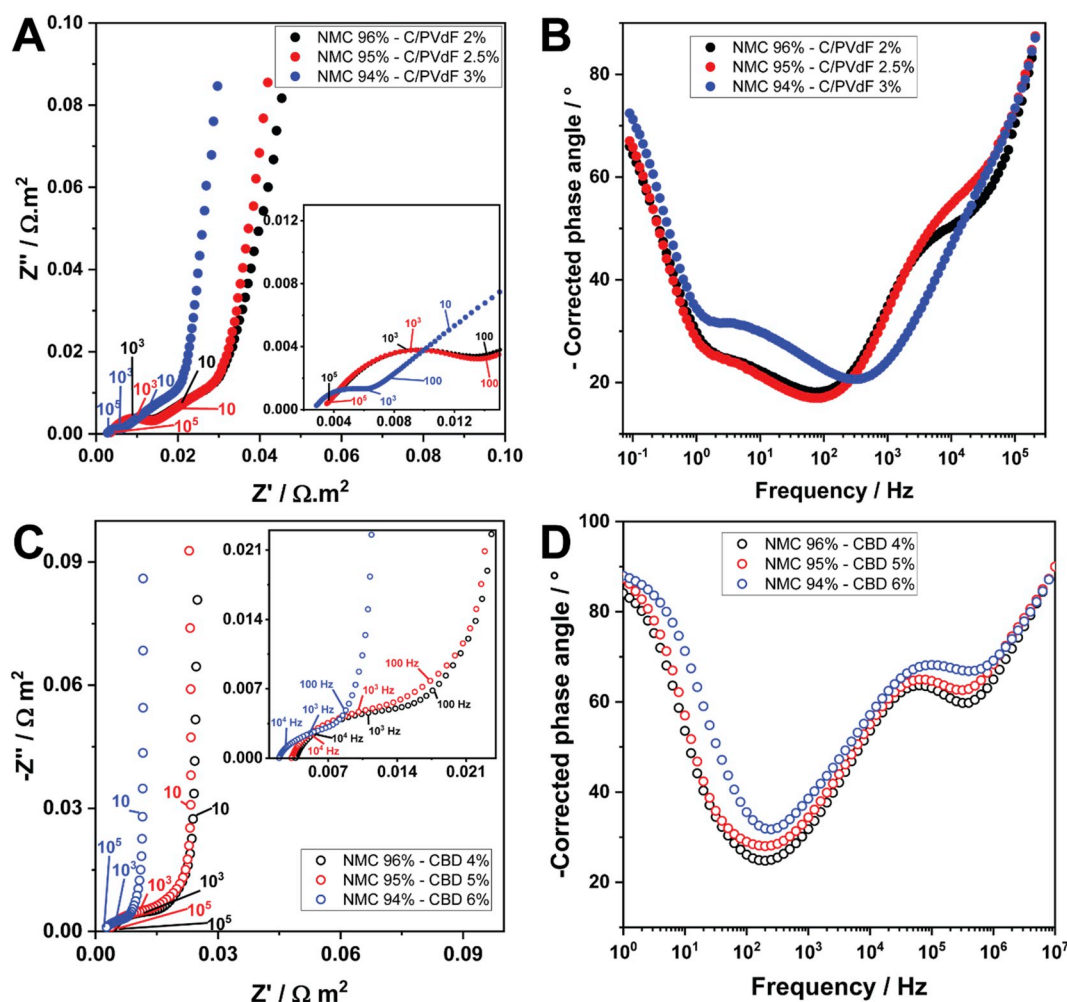 A
NMC 96% - C/PVdF 2%
NMC 95% - C/PVdF 2.5%
NMC 94% - C/PVdF 3%
Z'' / Ω.m²
0.10
0.08
0.06
0.04
0.02
0.00
10³
10³
10³
10
10
10⁵
10⁵
10
0.012
0.008
0.004
0.000
10³
10³
10
100
100
100
10⁵
10⁵
10³
0.004
0.008
0.012
0.00 0.02 0.04 0.06 0.08 0.10
Z' / Ω.m²
B
NMC 96% - C/PVdF 2%
NMC 95% - C/PVdF 2.5%
NMC 94% - C/PVdF 3%
- Corrected phase angle / °
80
60
40
20
10⁻¹ 10⁰ 10¹ 10² 10³ 10⁴ 10⁵
Frequency / Hz
C
-Z'' / Ω m²
0.09
0.06
0.03
0.00
0.021
0.014
0.007
0.000
100 Hz
100 Hz
10³ Hz
10³ Hz
10⁴ Hz
100 Hz
10³ Hz
10⁴ Hz
10⁴ Hz
0.007
0.014
0.021
10
10
10
10⁵
10³
10³
10³
10⁵
10⁵
NMC 96% - CBD 4%
NMC 95% - CBD 5%
NMC 94% - CBD 6%
0.00 0.03 0.06 0.09
Z' / Ω m²
D
NMC 96% - CBD 4%
NMC 95% - CBD 5%
NMC 94% - CBD 6%
-Corrected phase angle / °
100
80
60
40
20
10⁰ 10¹ 10² 10³ 10⁴ 10⁵ 10⁶ 10⁷
Frequency / Hz